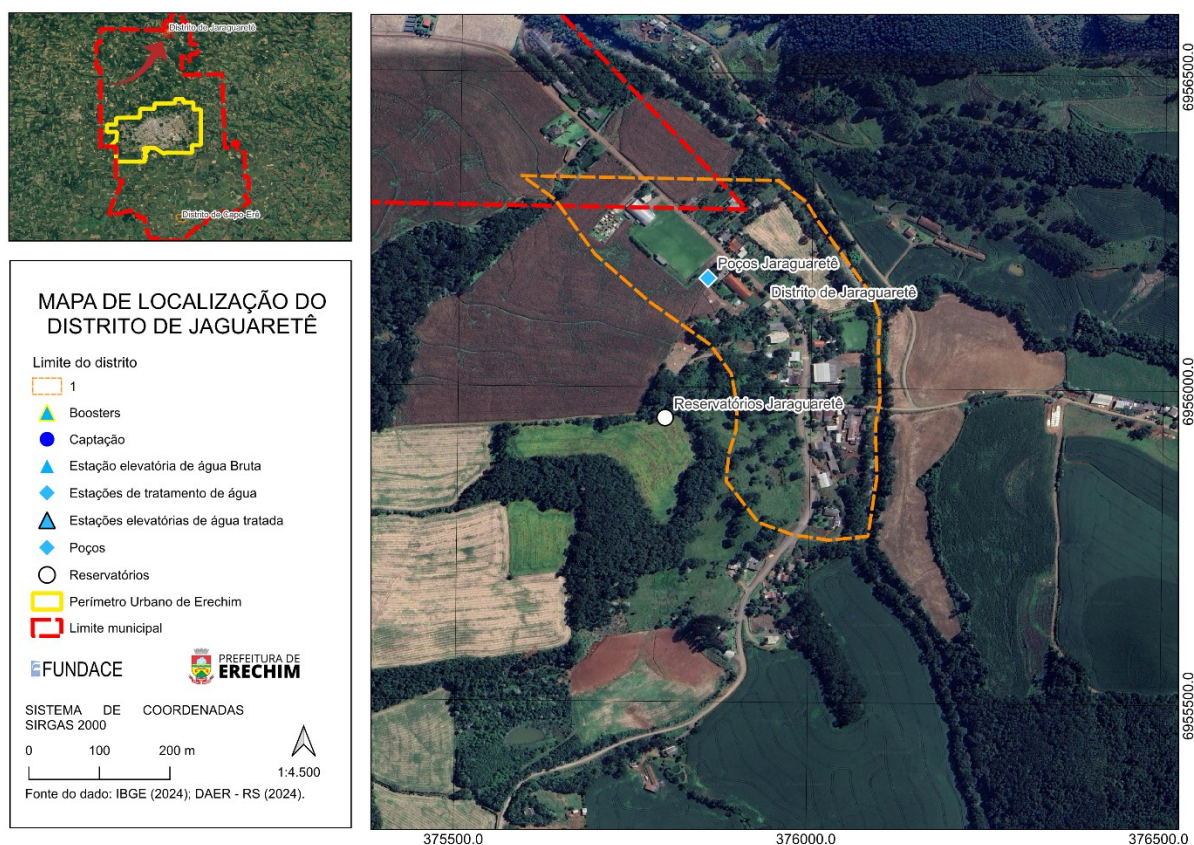 Distrito de Jaraguaretê
Distrito de Capo-Erê
MAPA DE LOCALIZAÇÃO DO
DISTRITO DE JAGUARETÊ
Limite do distrito
1
Boosters
Captação
Estação elevatória de água Bruta
Estações de tratamento de água
Estações elevatórias de água tratada
Poços
Reservatórios
Perímetro Urbano de Erechim
Limite municipal
FUNDACE
PREFEITURA DE
ERECHIM
SISTEMA DE COORDENADAS
SIRGAS 2000
0 100 200 m
1:4.500
Fonte do dado: IBGE (2024); DAER - RS (2024).
Poços Jaraguaretê
Distrito de Jaraguaretê
Reservatórios Jaraguaretê
6956500.0
6956000.0
6955500.0
375500.0 376000.0 376500.0